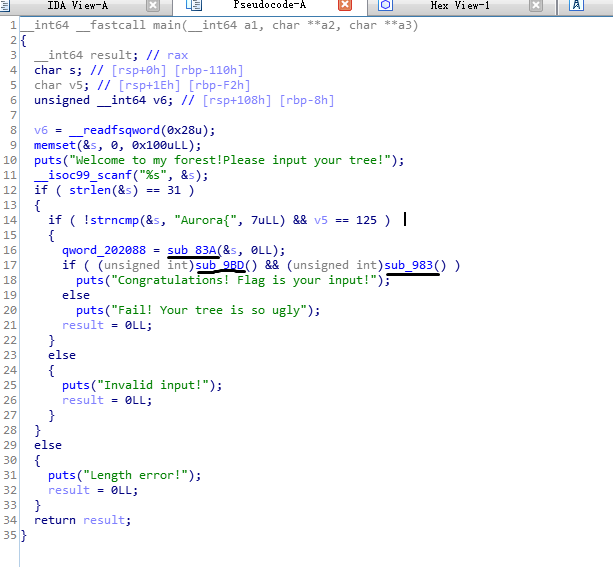 IDA View-A Pseudocode-A Hex View-1
1 __int64 __fastcall main(__int64 a1, char **a2, char **a3)
2 {
3 __int64 result; // rax
4 char s; // [rsp+0h] [rbp-110h]
5 char v5; // [rsp+1Eh] [rbp-F2h]
6 unsigned __int64 v6; // [rsp+108h] [rbp-8h]
7
8 v6 = __readfsqword(0x28u);
9 memset(&s, 0, 0x100uLL);
10 puts("Welcome to my forest!Please input your tree!");
11 __isoc99_scanf("%s", &s);
12 if ( strlen(&s) == 31 )
13 {
14 if ( !strncmp(&s, "Aurora{", 7uLL) && v5 == 125 )
15 {
16 qword_202088 = sub_83A(&s, 0LL);
17 if ( (unsigned int)sub_9BD() && (unsigned int)sub_983() )
18 puts("Congratulations! Flag is your input!");
19 else
20 puts("Fail! Your tree is so ugly");
21 result = 0LL;
22 }
23 else
24 {
25 puts("Invalid input!");
26 result = 0LL;
27 }
28 }
29 else
30 {
31 puts("Length error!");
32 result = 0LL;
33 }
34 return result;
35 }